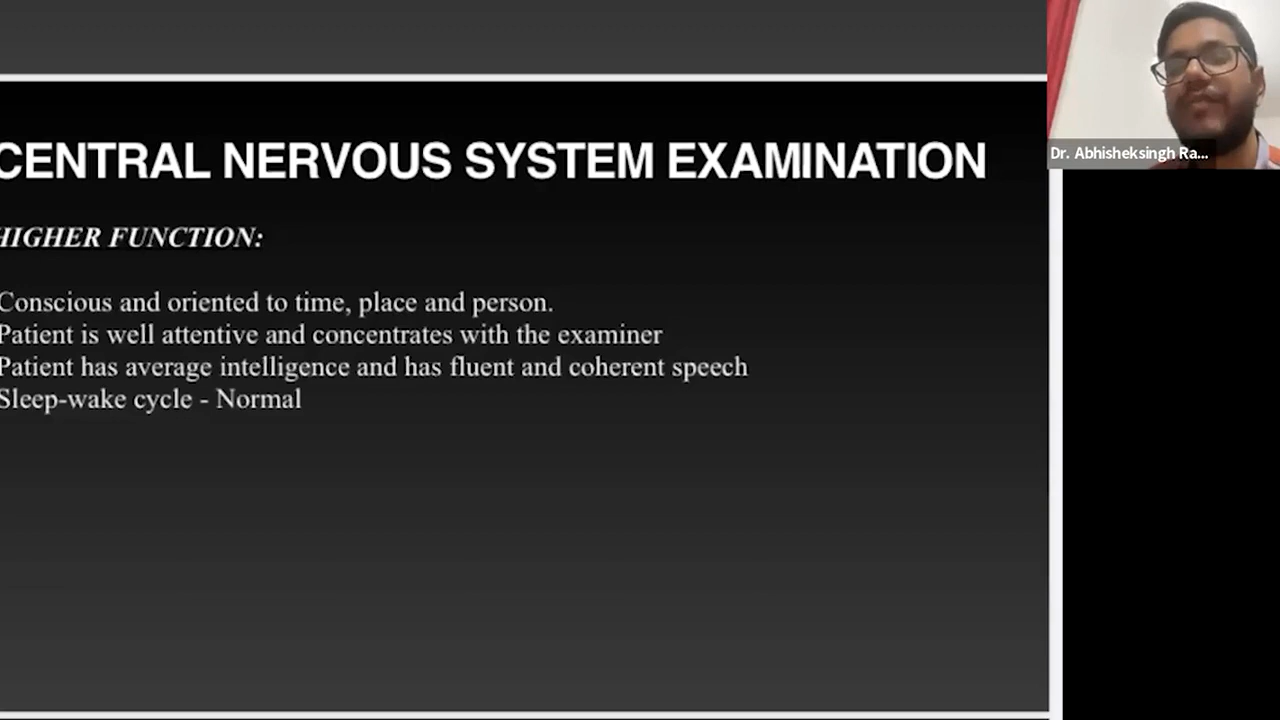 CENTRAL NERVOUS SYSTEM EXAMINATION
Dr. Abhisheksingh Ra...
HIGHER FUNCTION:
Conscious and oriented to time, place and person.
Patient is well attentive and concentrates with the examiner
Patient has average intelligence and has fluent and coherent speech
Sleep-wake cycle - Normal